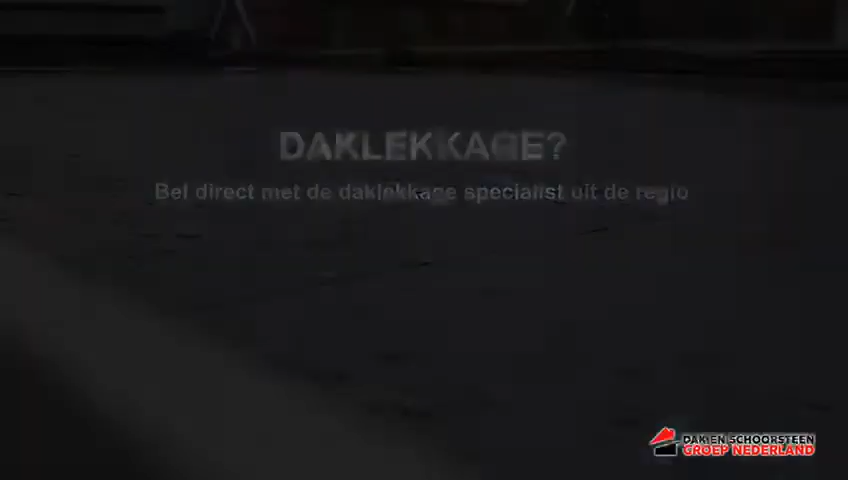 DAKLEKKAGE?
Bel direct met de daklekkage specialist uit de regio
DAK EN SCHOORSTEEN
GROEP NEDERLAND